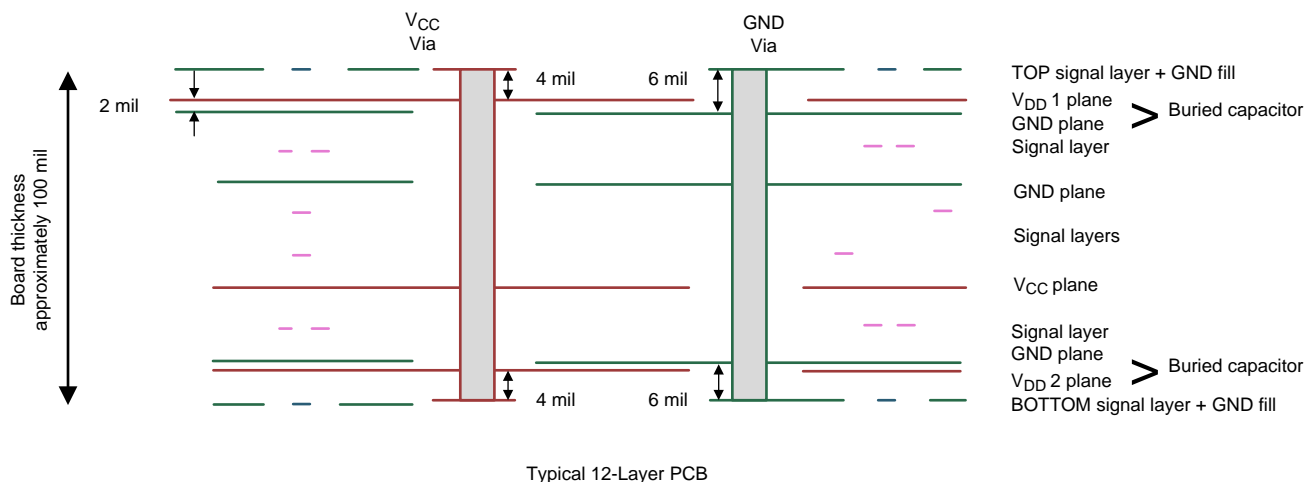 VCC
Via
GND
Via
4 mil
6 mil
2 mil
TOP signal layer + GND fill
VDD 1 plane
GND plane
> Buried capacitor
Signal layer
GND plane
Signal layers
VCC plane
Signal layer
GND plane
VDD 2 plane
> Buried capacitor
BOTTOM signal layer + GND fill
4 mil
6 mil
Board thickness
approximately 100 mil
Typical 12-Layer PCB